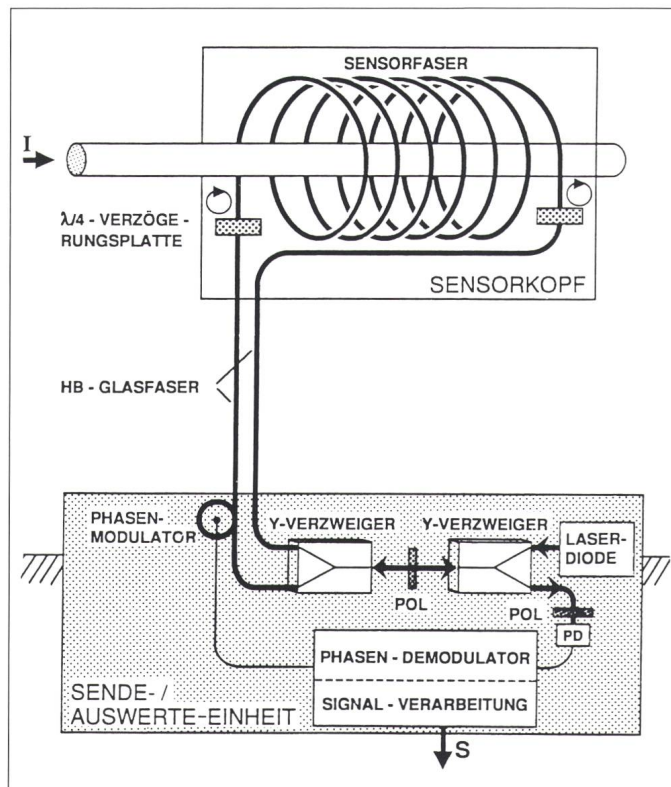 SENSORFASER
I
λ/4 - VERZÖGE -
RUNGSPLATTE
SENSORKOPF
HB - GLASFASER
PHASEN-
MODULATOR
Y-VERZWEIGER
Y-VERZWEIGER
LASER-
DIODE
POL
POL
PD
PHASEN - DEMODULATOR
SIGNAL - VERARBEITUNG
SENDE- /
AUSWERTE-EINHEIT
S